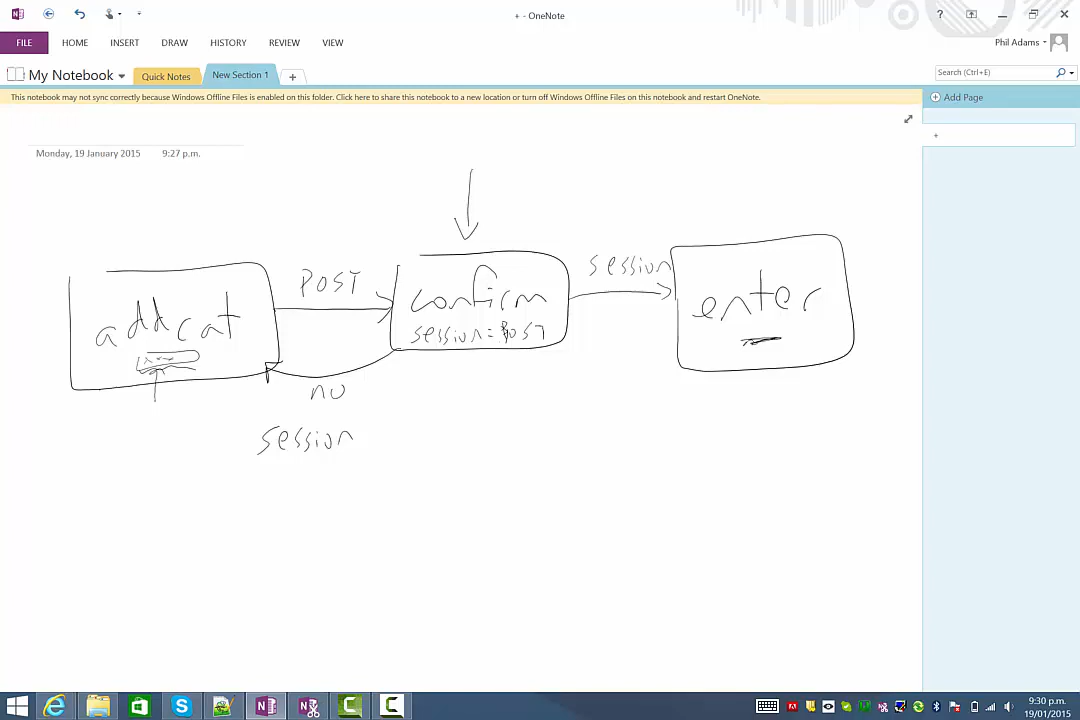 + - OneNote
?
Phil Adams
FILE
HOME
INSERT
DRAW
HISTORY
REVIEW
VIEW
My Notebook
Quick Notes
New Section 1
+
Search (Ctrl+E)
This notebook may not sync correctly because Windows Offline Files is enabled on this folder. Click here to share this notebook to a new location or turn off Windows Offline Files on this notebook and restart OneNote.
Add Page
+
Monday, 19 January 2015 9:27 p.m.
addcat
POST
confirm
session=post
session
enter
no
session
9:30 p.m.
19/01/2015